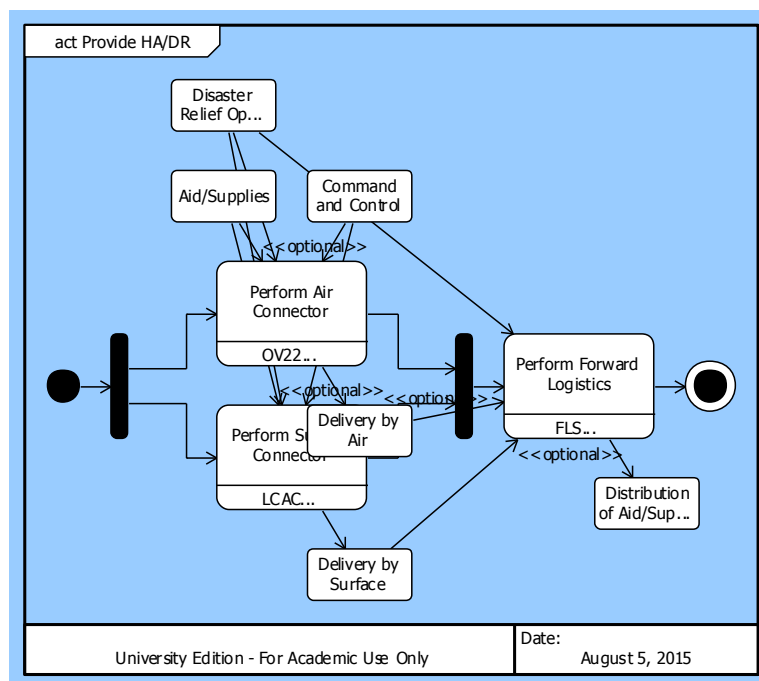 act Provide HA/DR
Disaster
Relief Op...
Aid/Supplies
Command
and Control
<<optional>>
Perform Air
Connector
OV22...
Perform Forward
Logistics
FLS...
<<optional>>
<<optional>>
Delivery by
Air
Perform
Connector
LCAC...
<<optional>>
Distribution
of Aid/Sup...
Delivery by
Surface
University Edition - For Academic Use Only
Date:
August 5, 2015